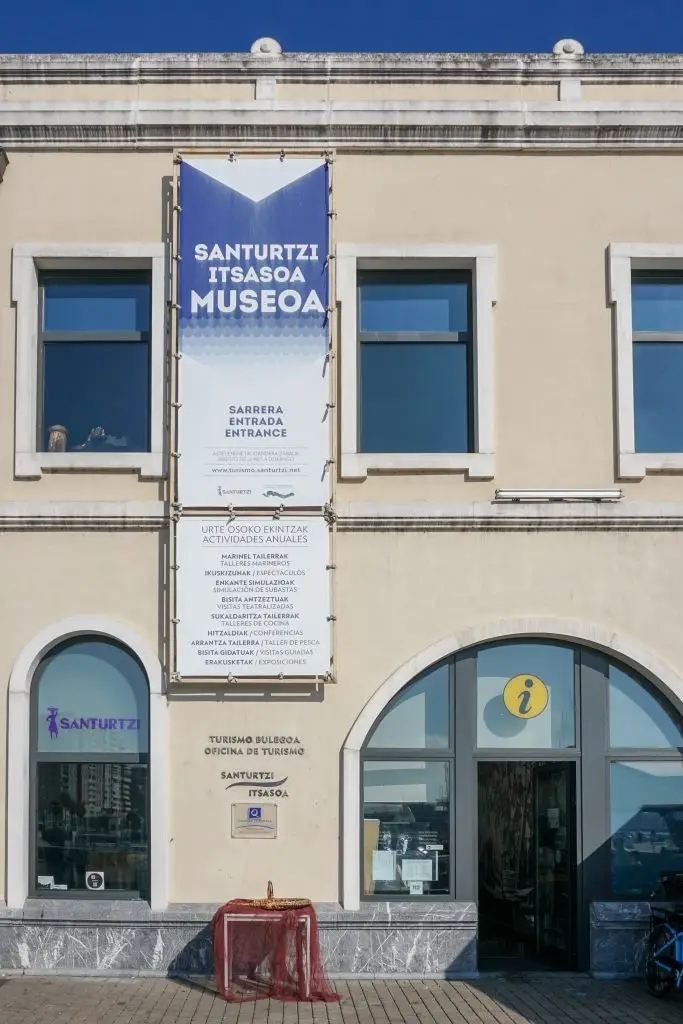 SANTURTZI
ITSASOA
MUSEOA
SARRERA
ENTRADA
ENTRANCE
www.turismo.santurtzi.net
SANTURTZI
URTE OSOKO EKINTZAK
ACTIVIDADES ANUALES
MARINEL TAILERRAK
TALLERES MARINEROS
IKUSKIZUNAK / ESPECTÁCULOS
ENKANTE SIMULAZIOAK
SIMULACIÓN DE SUBASTAS
BISITA ANTZEZTUAK
VISITAS TEATRALIZADAS
SUKALDARITZA TAILERRAK
TALLERES DE COCINA
HITZALDIAK / CONFERENCIAS
ARRANTZA TAILERRA / TALLER DE PESCA
BISITA GIDATUAK / VISITAS GUIADAS
ERAKUSKETAK / EXPOSICIONES
i
SANTURTZI
TURISMO BULEGOA
OFICINA DE TURISMO
SANTURTZI
ITSASOA